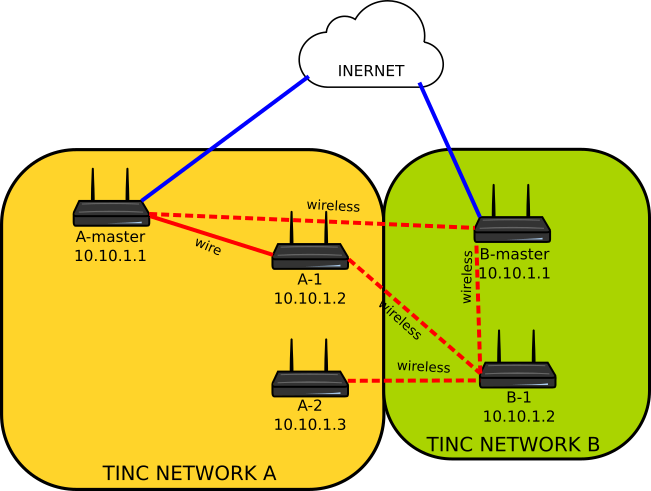 INERNET
wireless
A-master
10.10.1.1
wire
B-master
10.10.1.1
A-1
10.10.1.2
wireless
wireless
wireless
A-2
10.10.1.3
B-1
10.10.1.2
TINC NETWORK B
TINC NETWORK A